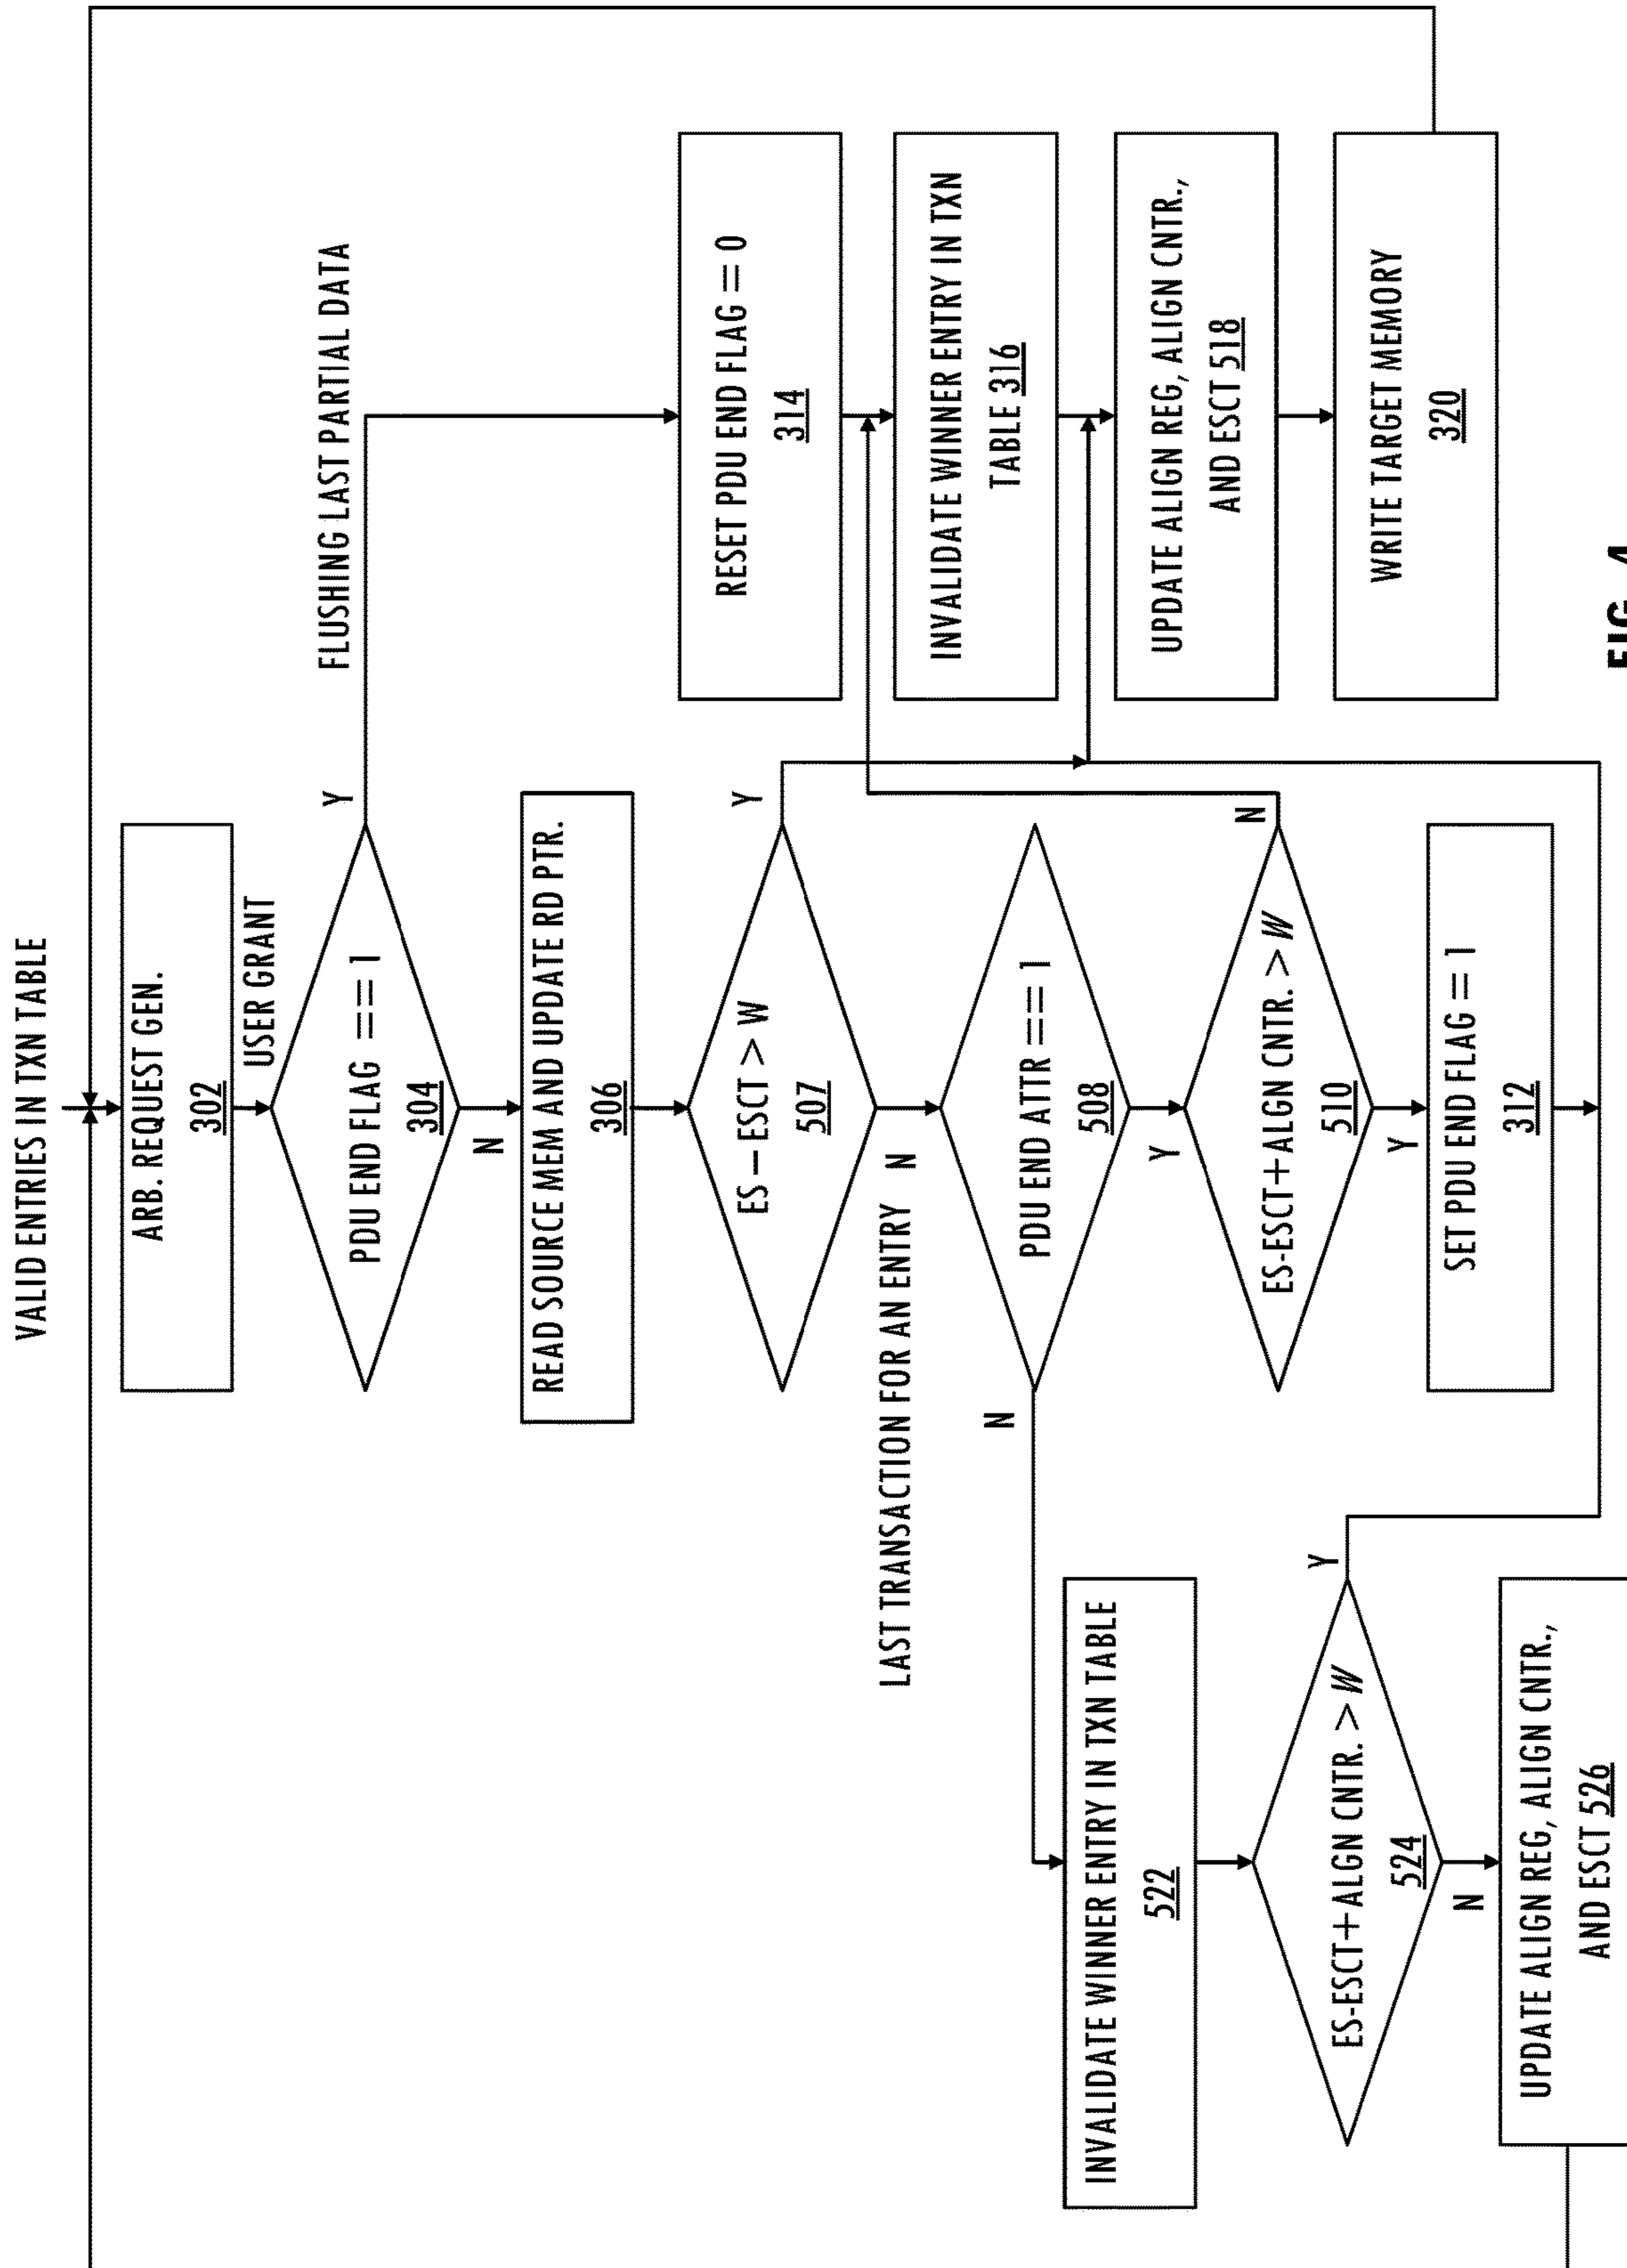 VALID ENTRIES IN TXN TABLE
ARB. REQUEST GEN.
302
USER GRANT
PDU END FLAG === 1
304
Y
N
FLUSHING LAST PARTIAL DATA
READ SOURCE MEM AND UPDATE RD PTR.
306
ES – ESCT > W
507
Y
N
LAST TRANSACTION FOR AN ENTRY
PDU END ATTR === 1
508
N
Y
ES-ESCT+ALGN CNTR. > W
510
N
Y
SET PDU END FLAG = 1
312
RESET PDU END FLAG == 0
314
INVALIDATE WINNER ENTRY IN TXN
TABLE 316
UPDATE ALIGN REG, ALIGN CNTR.,
AND ESCT 518
WRITE TARGET MEMORY
320
INVALIDATE WINNER ENTRY IN TXN TABLE
522
ES-ESCT+ALGN CNTR. > W
524
Y
N
UPDATE ALIGN REG, ALIGN CNTR.,
AND ESCT 526
FIG. 4